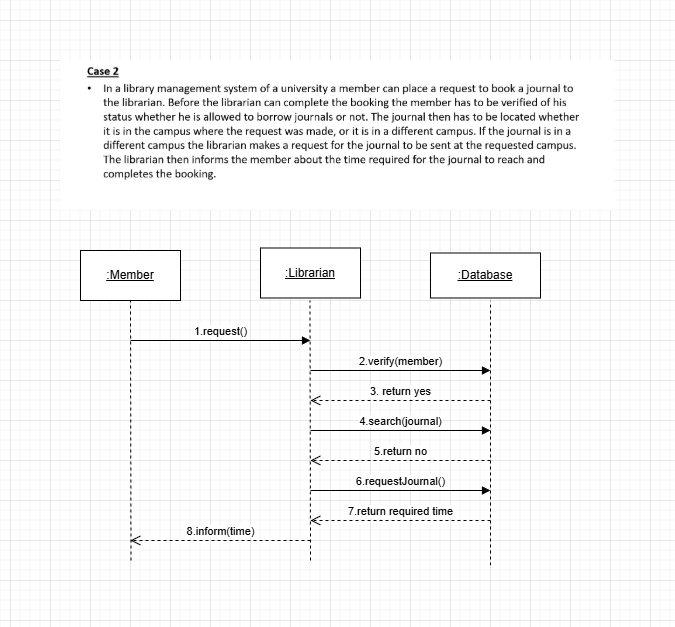 Case 2
• In a library management system of a university a member can place a request to book a journal to
the librarian. Before the librarian can complete the booking the member has to be verified of his
status whether he is allowed to borrow journals or not. The journal then has to be located whether
it is in the campus where the request was made, or it is in a different campus. If the journal is in a
different campus the librarian makes a request for the journal to be sent at the requested campus.
The librarian then informs the member about the time required for the journal to reach and
completes the booking.
:Member
:Librarian
:Database
1.request()
2.verify(member)
3. return yes
4.search(journal)
5.return no
6.requestJournal()
7.return required time
8.inform(time)